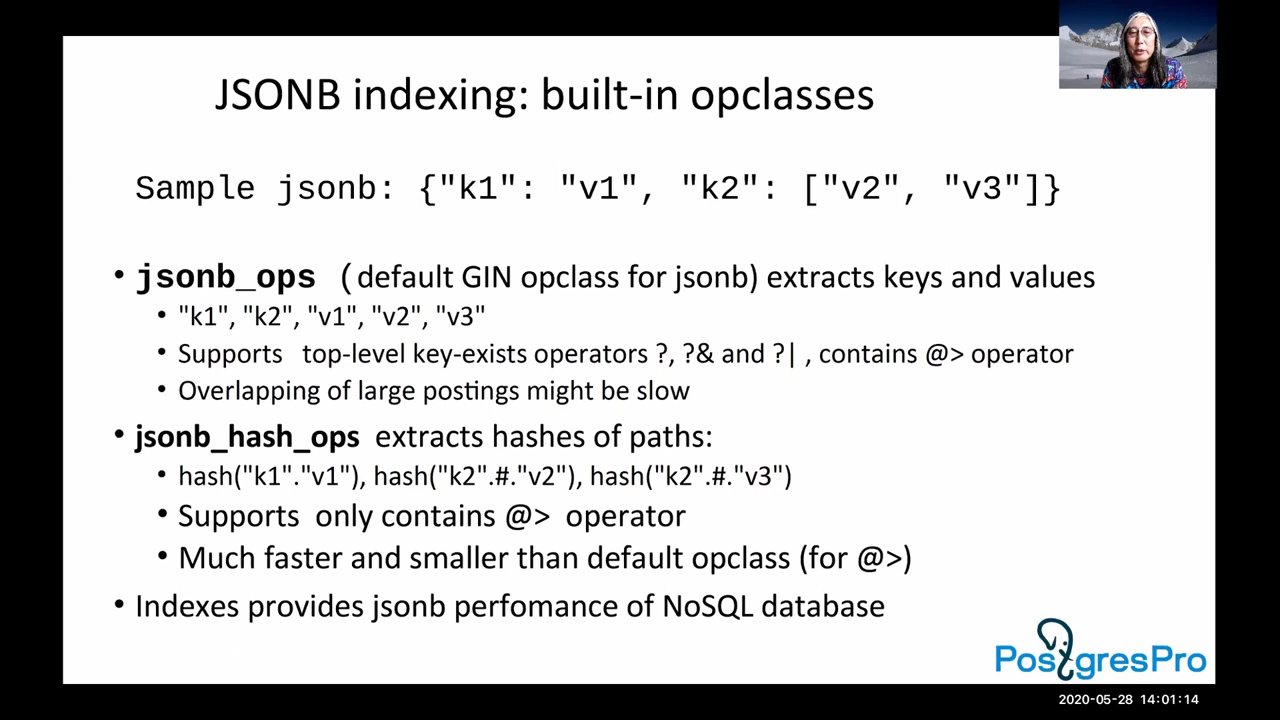 JSONB indexing: built-in opclasses
Sample jsonb: {"k1": "v1", "k2": ["v2", "v3"]}
• jsonb_ops (default GIN opclass for jsonb) extracts keys and values
• "k1", "k2", "v1", "v2", "v3"
• Supports top-level key-exists operators ?, ?& and ?| , contains @> operator
• Overlapping of large postings might be slow
• jsonb_hash_ops extracts hashes of paths:
• hash("k1"."v1"), hash("k2".#."v2"), hash("k2".#."v3")
• Supports only contains @> operator
• Much faster and smaller than default opclass (for @>)
• Indexes provides jsonb perfomance of NoSQL database
PostgresPro
2020-05-28 14:01:14